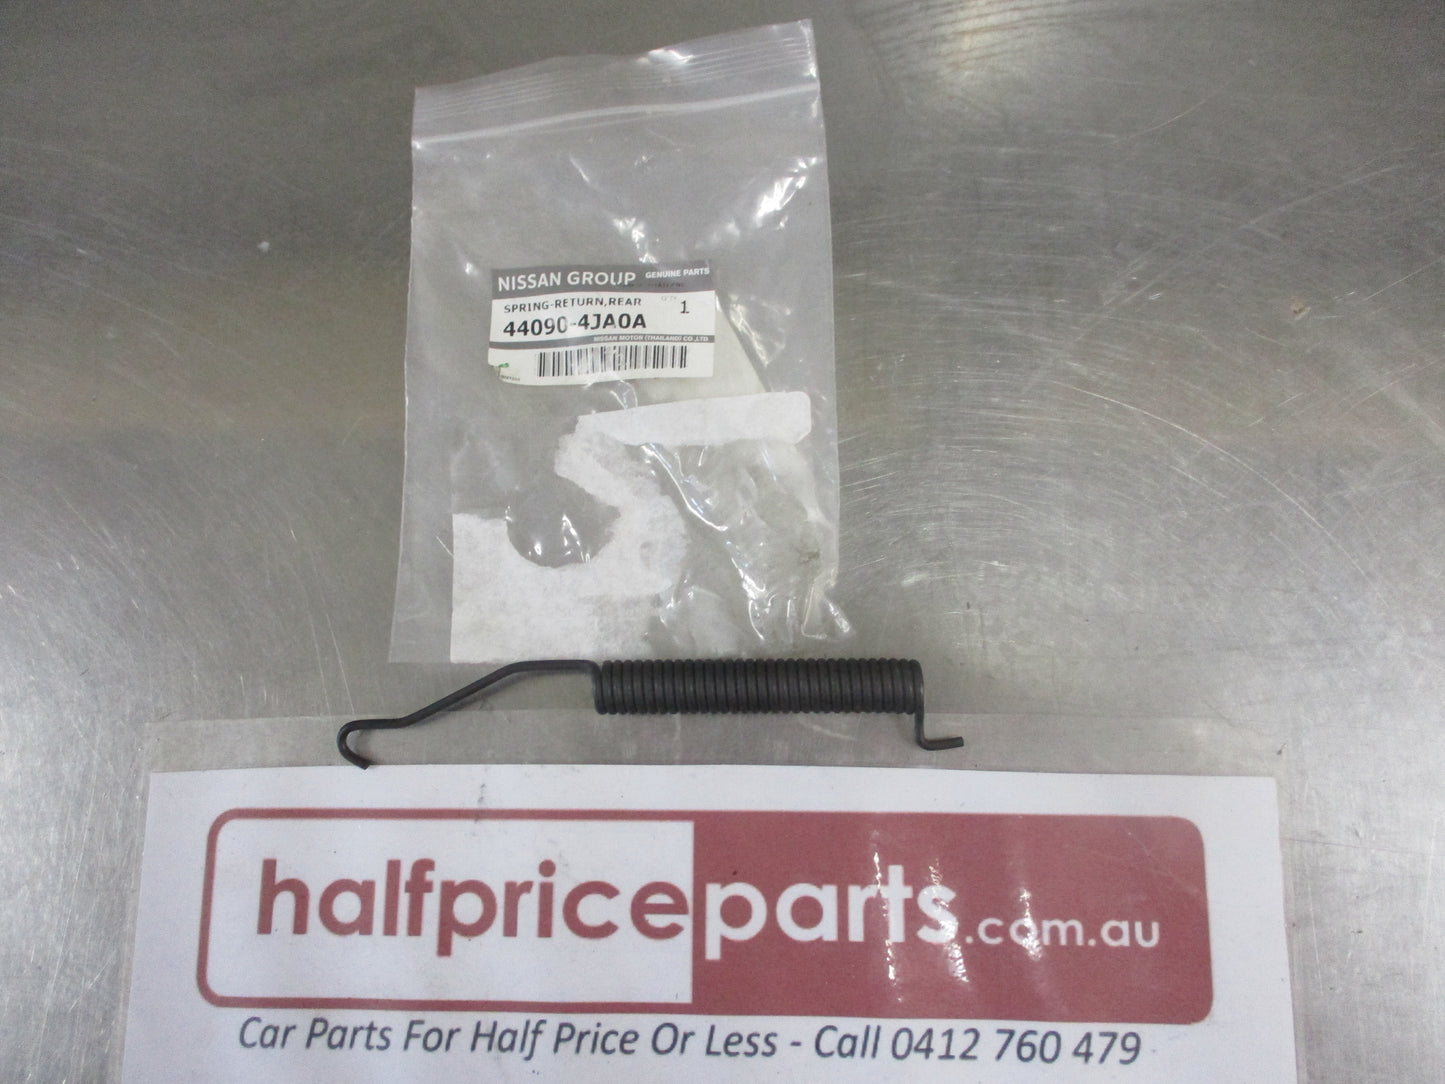 NISSAN GROUP GENUINE PARTS
SPRING-RETURN,REAR Q'TY 1
44090-4JA0A
NISSAN MOTOR (THAILAND) CO.,LTD.
halfpriceparts.com.au
Car Parts For Half Price Or Less - Call 0412 760 479